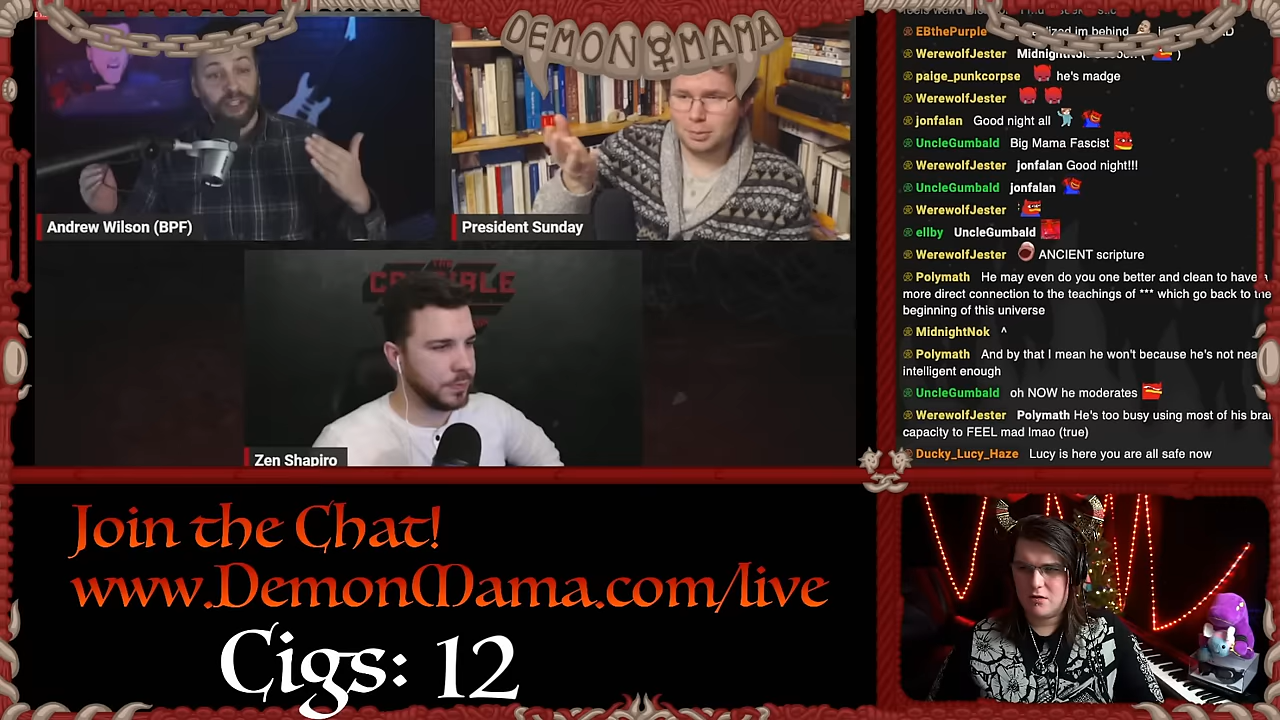 DEMON MAMA
Andrew Wilson (BPF)
President Sunday
THE
Zen Shapiro
EBthePurple im behind
WerewolfJester
paige_punkcorpse he's madge
WerewolfJester
jonfalan Good night all
UncleGumbald Big Mama Fascist
WerewolfJester jonfalan Good night!!!
UncleGumbald jonfalan
WerewolfJester
ellby UncleGumbald
WerewolfJester ANCIENT scripture
Polymath He may even do you one better and clean to have a
more direct connection to the teachings of *** which go back to the
beginning of this universe
MidnightNok ^
Polymath And by that I mean he won't because he's not
intelligent enough
UncleGumbald oh NOW he moderates
WerewolfJester Polymath He's too busy using most of his
capacity to FEEL mad lmao (true)
Ducky_Lucy_Haze Lucy is here you are all safe now
Join the Chat!
www.DemonMama.com/live
Cigs: 12